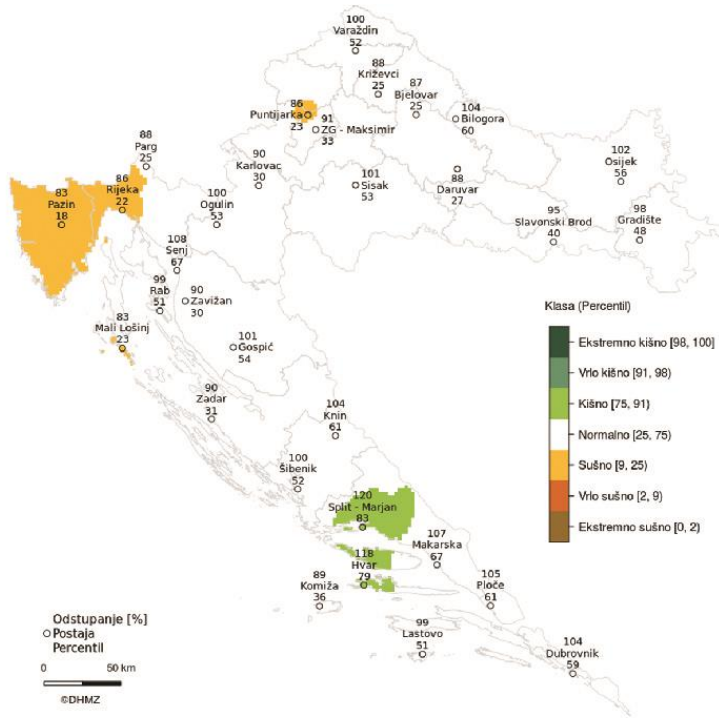 100
Varaždin
52
88
Križevci
25
87
Bjelovar
25
104
Bilogora
60
86
Puntijarka
23
91
ZG - Maksimir
33
88
Parg
25
90
Karlovac
30
101
Sisak
53
88
Daruvar
27
102
Osijek
56
83
Pazin
18
86
Rijeka
22
100
Ogulin
53
95
Slavonski Brod
40
98
Gradište
48
108
Senj
67
99
Rab
51
90
Zavižan
30
83
Mali Lošinj
23
101
Gospić
54
90
Zadar
31
104
Knin
61
100
Šibenik
52
120
Split - Marjan
83
107
Makarska
67
118
Hvar
79
89
Komiža
36
105
Ploče
61
99
Lastovo
51
104
Dubrovnik
59
Klasa (Percentil)
Ekstremno kišno [98, 100]
Vrlo kišno [91, 98)
Kišno [75, 91)
Normalno [25, 75)
Sušno [9, 25)
Vrlo sušno [2, 9)
Ekstremno sušno [0, 2)
Odstupanje [%]
Postaja
Percentil
0 50 km
©DHMZ